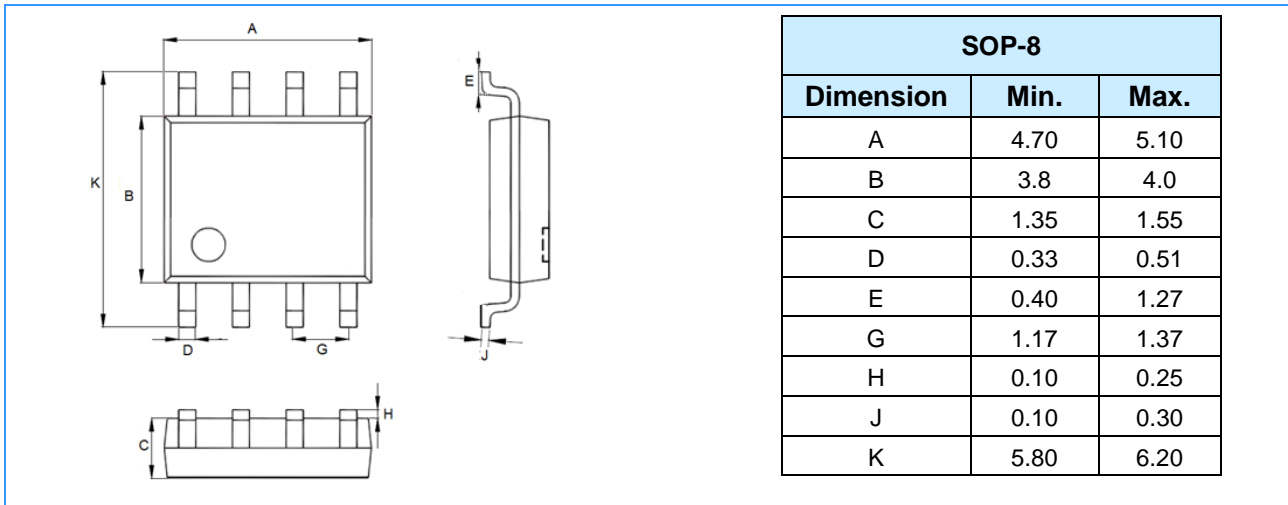 A
E
K
B
D
G
J
H
C
SOP-8
Dimension Min. Max.
A 4.70 5.10
B 3.8 4.0
C 1.35 1.55
D 0.33 0.51
E 0.40 1.27
G 1.17 1.37
H 0.10 0.25
J 0.10 0.30
K 5.80 6.20